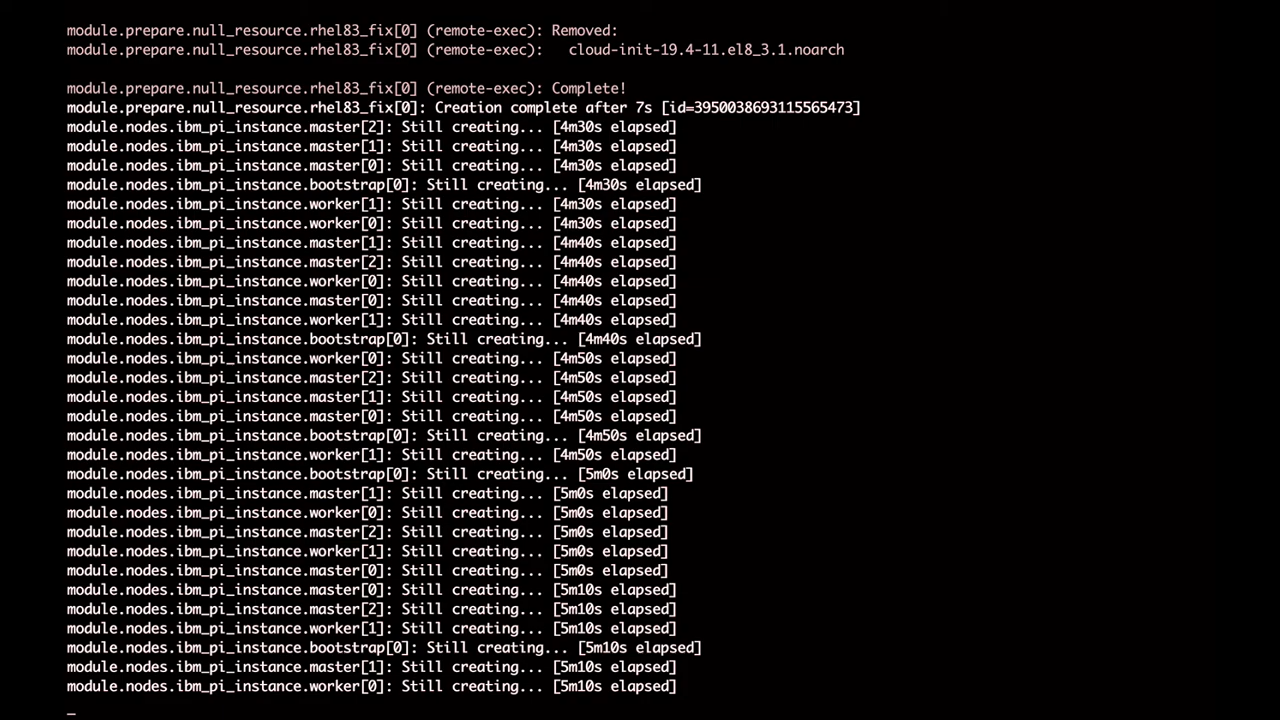 module.prepare.null_resource.rhel83_fix[0] (remote-exec): Removed:
module.prepare.null_resource.rhel83_fix[0] (remote-exec):   cloud-init-19.4-11.el8_3.1.noarch
module.prepare.null_resource.rhel83_fix[0] (remote-exec): Complete!
module.prepare.null_resource.rhel83_fix[0]: Creation complete after 7s [id=3950038693115565473]
module.nodes.ibm_pi_instance.master[2]: Still creating... [4m30s elapsed]
module.nodes.ibm_pi_instance.master[1]: Still creating... [4m30s elapsed]
module.nodes.ibm_pi_instance.master[0]: Still creating... [4m30s elapsed]
module.nodes.ibm_pi_instance.bootstrap[0]: Still creating... [4m30s elapsed]
module.nodes.ibm_pi_instance.worker[1]: Still creating... [4m30s elapsed]
module.nodes.ibm_pi_instance.worker[0]: Still creating... [4m30s elapsed]
module.nodes.ibm_pi_instance.master[1]: Still creating... [4m40s elapsed]
module.nodes.ibm_pi_instance.master[2]: Still creating... [4m40s elapsed]
module.nodes.ibm_pi_instance.worker[0]: Still creating... [4m40s elapsed]
module.nodes.ibm_pi_instance.master[0]: Still creating... [4m40s elapsed]
module.nodes.ibm_pi_instance.worker[1]: Still creating... [4m40s elapsed]
module.nodes.ibm_pi_instance.bootstrap[0]: Still creating... [4m40s elapsed]
module.nodes.ibm_pi_instance.worker[0]: Still creating... [4m50s elapsed]
module.nodes.ibm_pi_instance.master[2]: Still creating... [4m50s elapsed]
module.nodes.ibm_pi_instance.master[1]: Still creating... [4m50s elapsed]
module.nodes.ibm_pi_instance.master[0]: Still creating... [4m50s elapsed]
module.nodes.ibm_pi_instance.bootstrap[0]: Still creating... [4m50s elapsed]
module.nodes.ibm_pi_instance.worker[1]: Still creating... [4m50s elapsed]
module.nodes.ibm_pi_instance.bootstrap[0]: Still creating... [5m0s elapsed]
module.nodes.ibm_pi_instance.master[1]: Still creating... [5m0s elapsed]
module.nodes.ibm_pi_instance.worker[0]: Still creating... [5m0s elapsed]
module.nodes.ibm_pi_instance.master[2]: Still creating... [5m0s elapsed]
module.nodes.ibm_pi_instance.worker[1]: Still creating... [5m0s elapsed]
module.nodes.ibm_pi_instance.master[0]: Still creating... [5m0s elapsed]
module.nodes.ibm_pi_instance.master[0]: Still creating... [5m10s elapsed]
module.nodes.ibm_pi_instance.master[2]: Still creating... [5m10s elapsed]
module.nodes.ibm_pi_instance.worker[1]: Still creating... [5m10s elapsed]
module.nodes.ibm_pi_instance.bootstrap[0]: Still creating... [5m10s elapsed]
module.nodes.ibm_pi_instance.master[1]: Still creating... [5m10s elapsed]
module.nodes.ibm_pi_instance.worker[0]: Still creating... [5m10s elapsed]